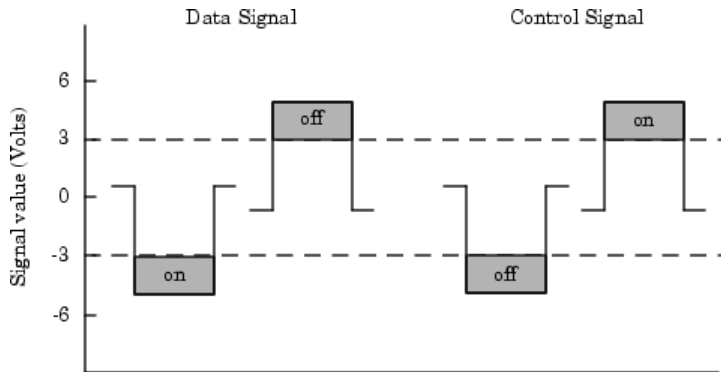 Data Signal
Control Signal
6
off
on
3
0
-3
on
off
-6
Signal value (Volts)